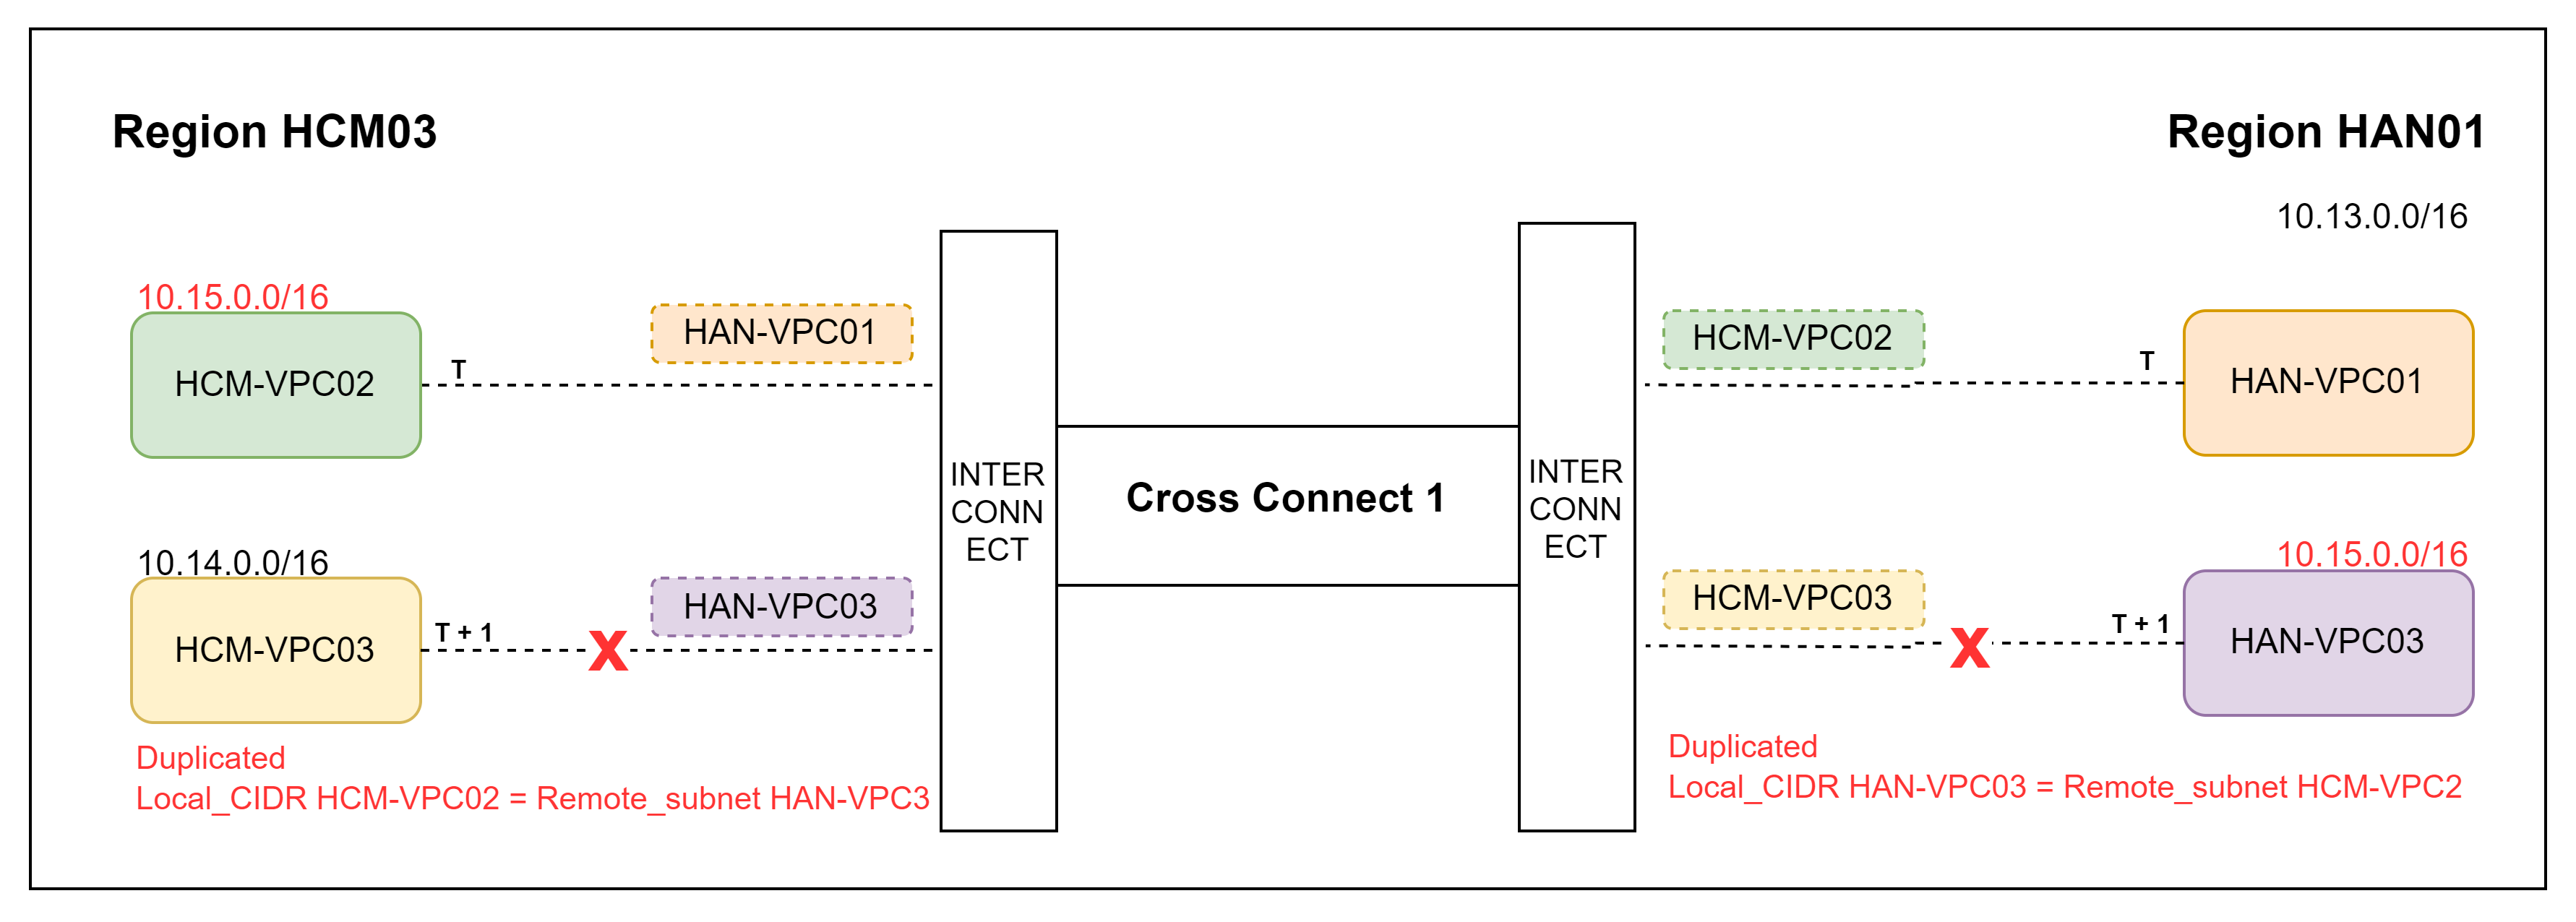 Region HCM03
Region HAN01
10.13.0.0/16
10.15.0.0/16
HCM-VPC02
T
HAN-VPC01
HCM-VPC02
T
HAN-VPC01
INTER
CONN
ECT
Cross Connect 1
INTER
CONN
ECT
10.14.0.0/16
HCM-VPC03
T + 1
X
HAN-VPC03
HCM-VPC03
X
T + 1
10.15.0.0/16
HAN-VPC03
Duplicated
Local_CIDR HCM-VPC02 = Remote_subnet HAN-VPC3
Duplicated
Local_CIDR HAN-VPC03 = Remote_subnet HCM-VPC2